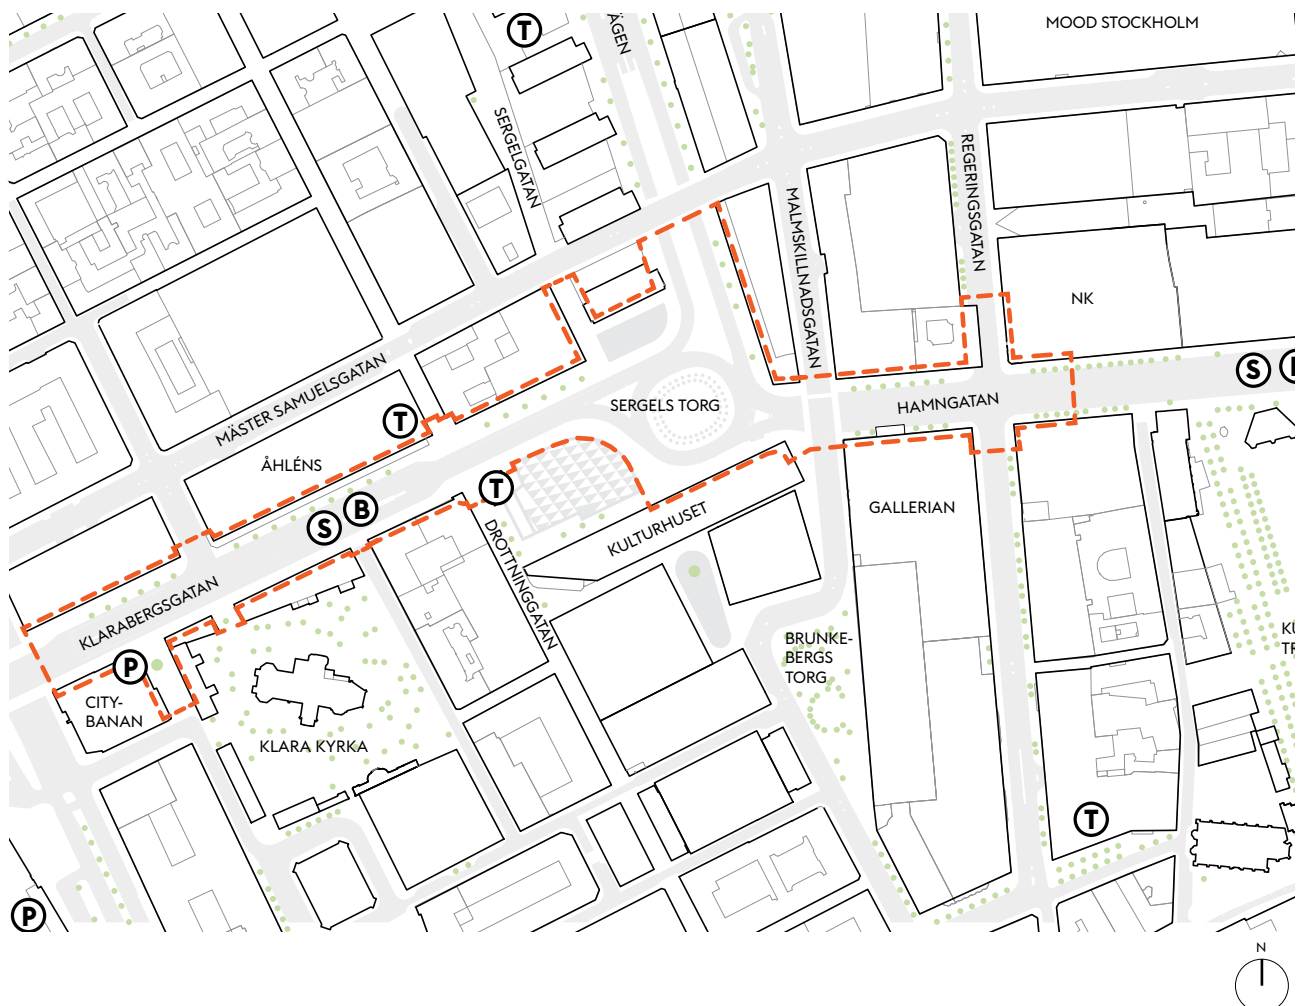 MOOD STOCKHOLM
T
ÄGEN
SERGELGATAN
REGERINGSGATAN
MALMSKILLNADSGATAN
NK
MÄSTER SAMUELSGATAN
S
SERGELS TORG
HAMNGATAN
T
ÅHLÉNS
T
B
S
GALLERIAN
KULTURHUSET
DROTTNINGGATAN
KLARABERGSGATAN
BRUNKE-
BERGS
TORG
P
CITY-
BANAN
KLARA KYRKA
T
P
N